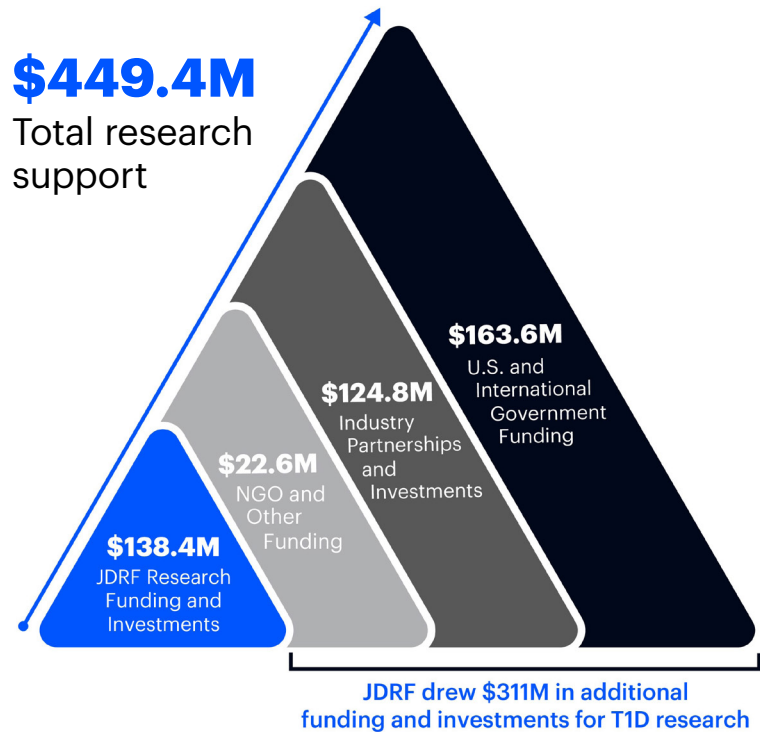 $449.4M
Total research
support
$163.6M
U.S. and
International
Government
Funding
$124.8M
Industry
Partnerships
and
Investments
$22.6M
NGO and
Other
Funding
$138.4M
JDRF Research
Funding and
Investments
JDRF drew $311M in additional
funding and investments for T1D research